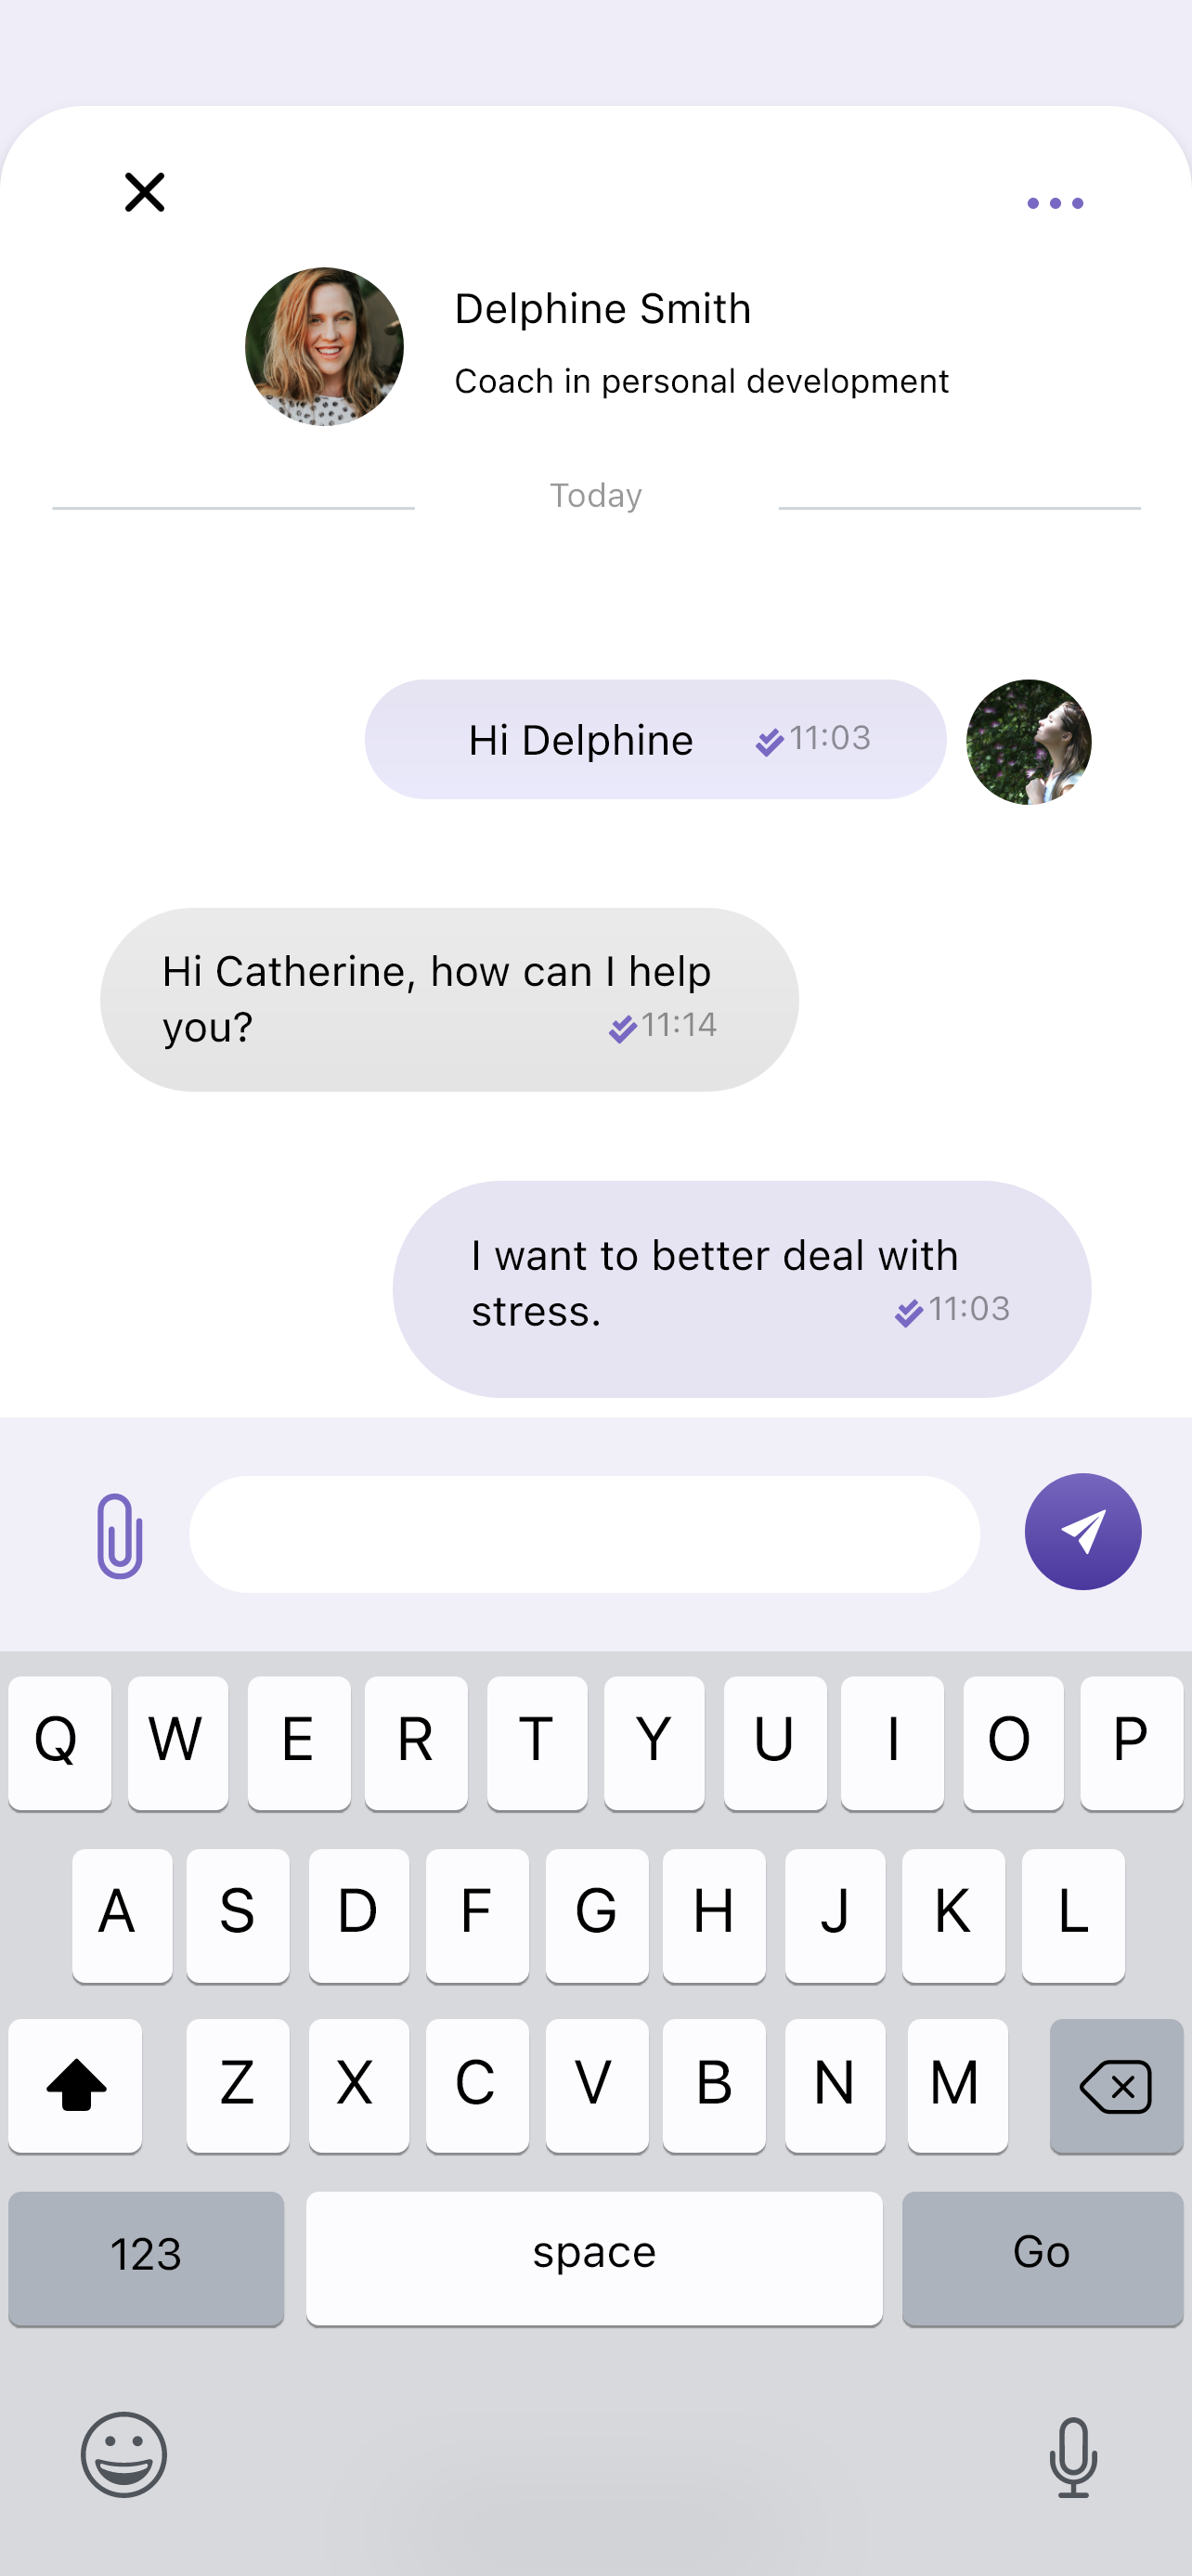 Delphine Smith
Coach in personal development
Today
Hi Delphine 11:03
Hi Catherine, how can I help
you? 11:14
I want to better deal with
stress. 11:03
Q W E R T Y U I O P
A S D F G H J K L
Z X C V B N M
123 space Go